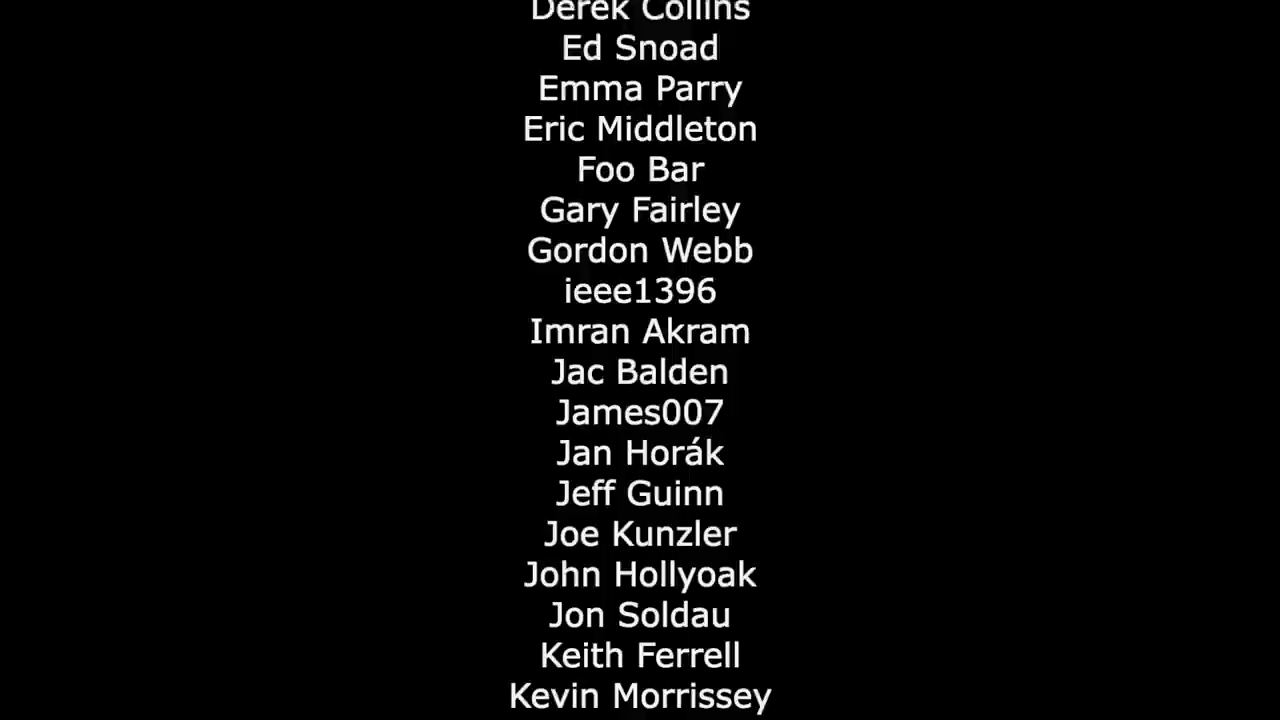 Derek Collins
Ed Snoad
Emma Parry
Eric Middleton
Foo Bar
Gary Fairley
Gordon Webb
ieee1396
Imran Akram
Jac Balden
James007
Jan Horák
Jeff Guinn
Joe Kunzler
John Hollyoak
Jon Soldau
Keith Ferrell
Kevin Morrissey